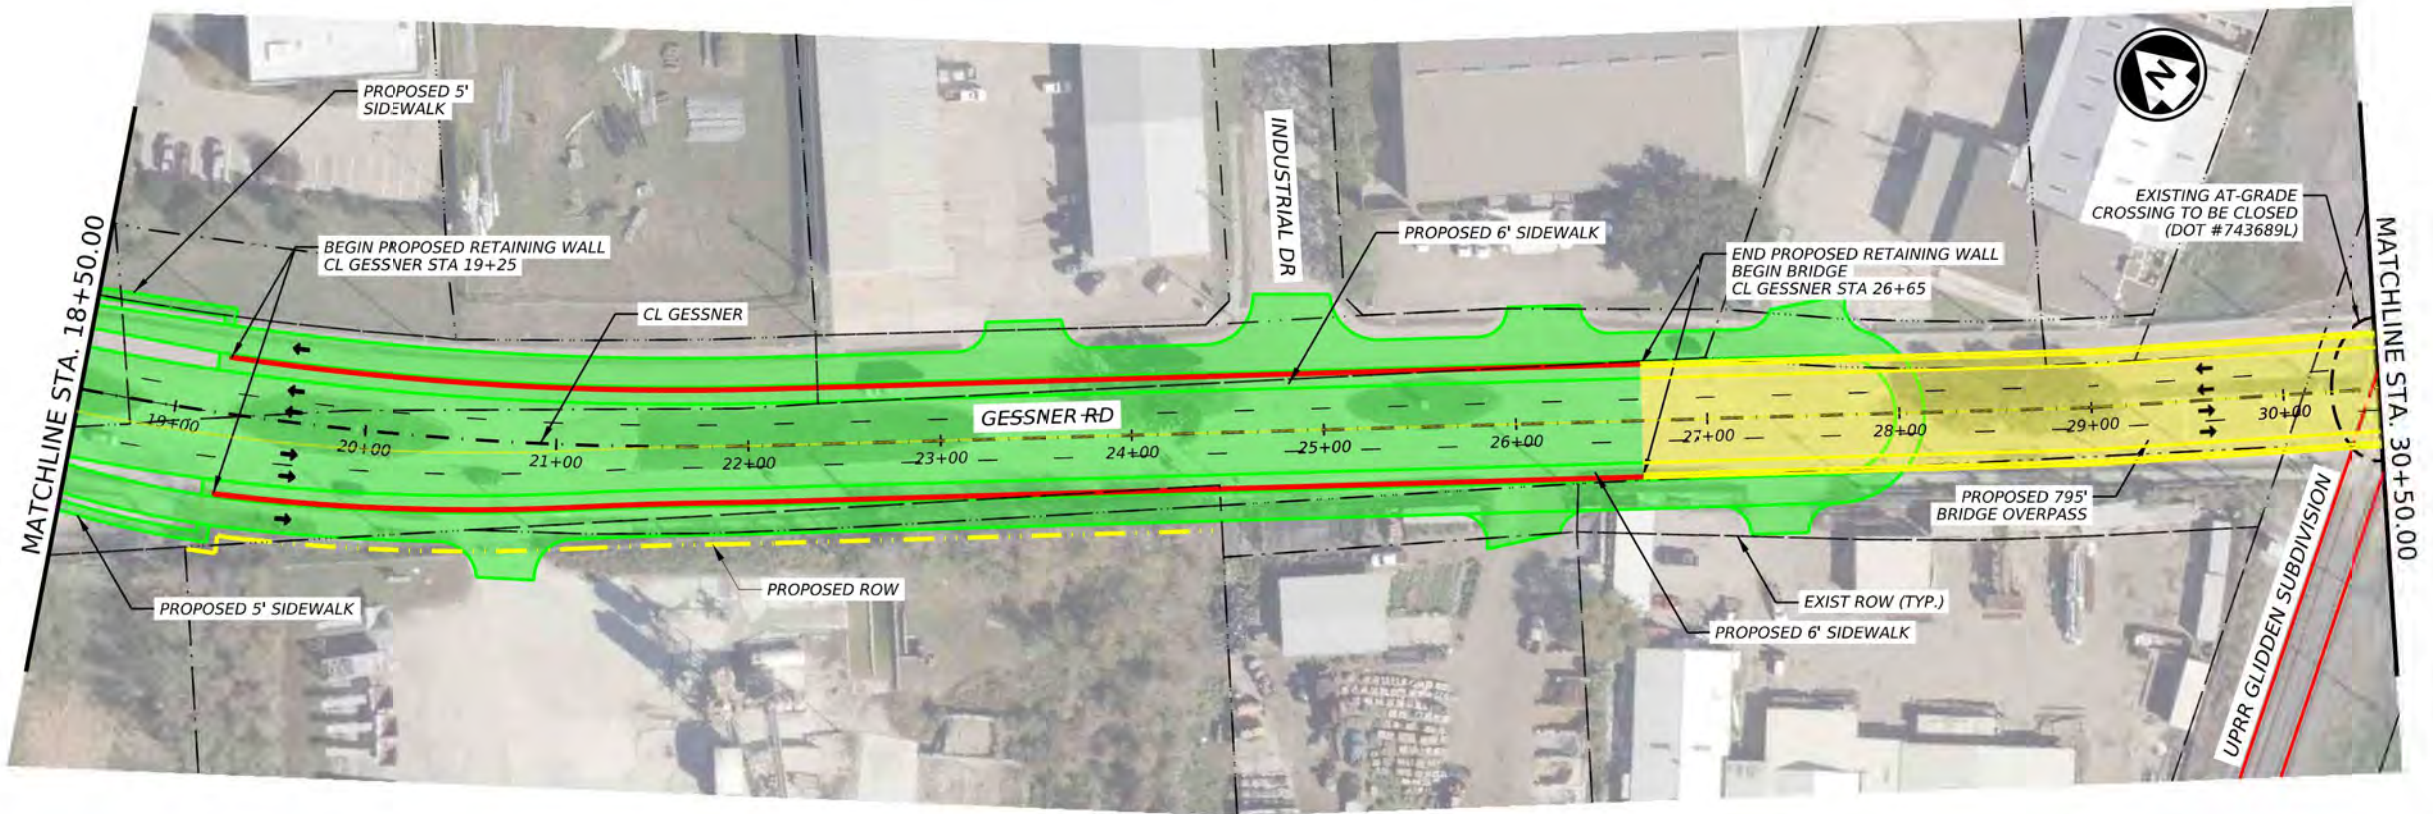 PROPOSED 5'
SIDEWALK
N
MATCHLINE STA. 18+50.00
BEGIN PROPOSED RETAINING WALL
CL GESSNER STA 19+25
CL GESSNER
INDUSTRIAL DR
PROPOSED 6' SIDEWALK
END PROPOSED RETAINING WALL
BEGIN BRIDGE
CL GESSNER STA 26+65
EXISTING AT-GRADE
CROSSING TO BE CLOSED
(DOT #743689L)
MATCHLINE STA. 30+50.00
GESSNER RD
19+00
20+00
21+00
22+00
23+00
24+00
25+00
26+00
27+00
28+00
29+00
30+00
PROPOSED 795'
BRIDGE OVERPASS
PROPOSED 5' SIDEWALK
PROPOSED ROW
EXIST ROW (TYP.)
PROPOSED 6' SIDEWALK
UPRR GLIDDEN SUBDIVISION